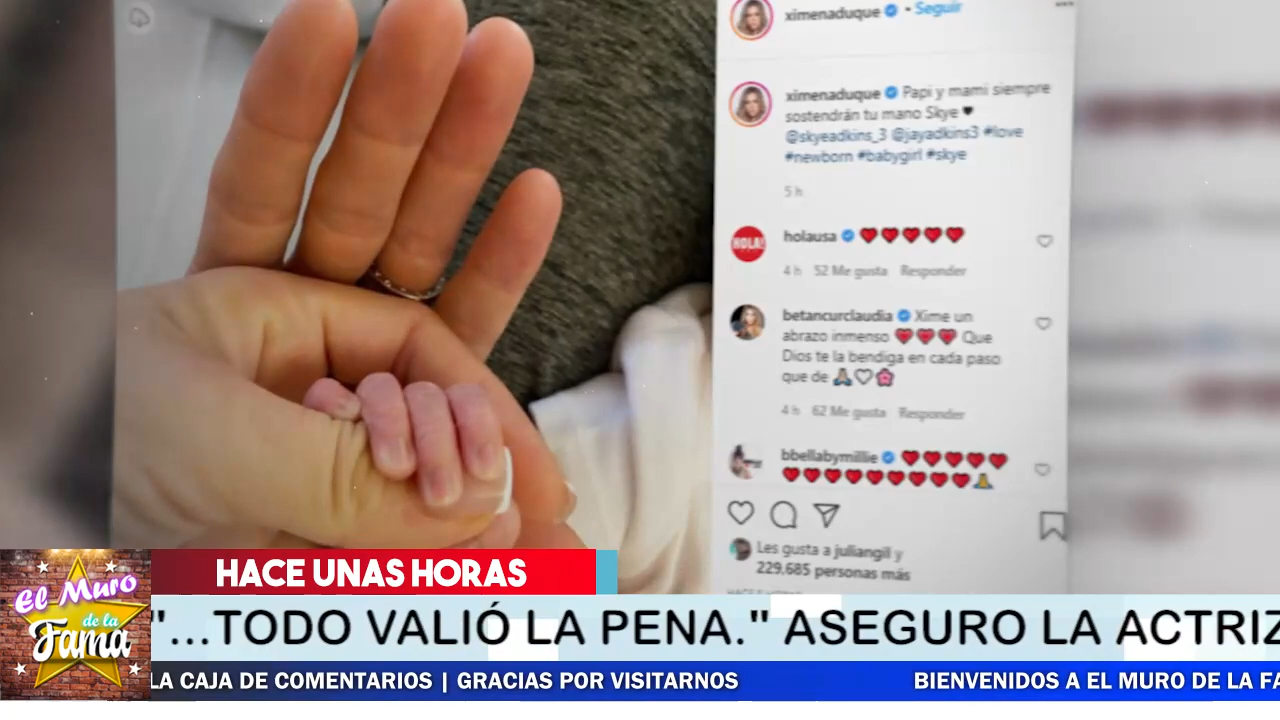 ximenaduque • Seguir
ximenaduque Papi y mami siempre
sostendrán tu mano Skye ♥
@skyeadkins_3 @jayadkins3 #love
#newborn #babygirl #skye
5 h
HOLA!
holausa ❤❤❤❤❤
4 h 52 Me gusta Responder
betancurclaudia Xime un
abrazo inmenso ❤❤❤ Que
Dios te la bendiga en cada paso
que de 🙏🤍🌸
4 h 62 Me gusta Responder
bbellabymillie ❤❤❤❤❤
❤❤❤❤❤❤❤❤❤🙏
Les gusta a juliangil y
229,685 personas más
El Muro
de la
Fama
HACE UNAS HORAS
"...TODO VALIÓ LA PENA." ASEGURO LA ACTRIZ
LA CAJA DE COMENTARIOS | GRACIAS POR VISITARNOS BIENVENIDOS A EL MURO DE LA FA